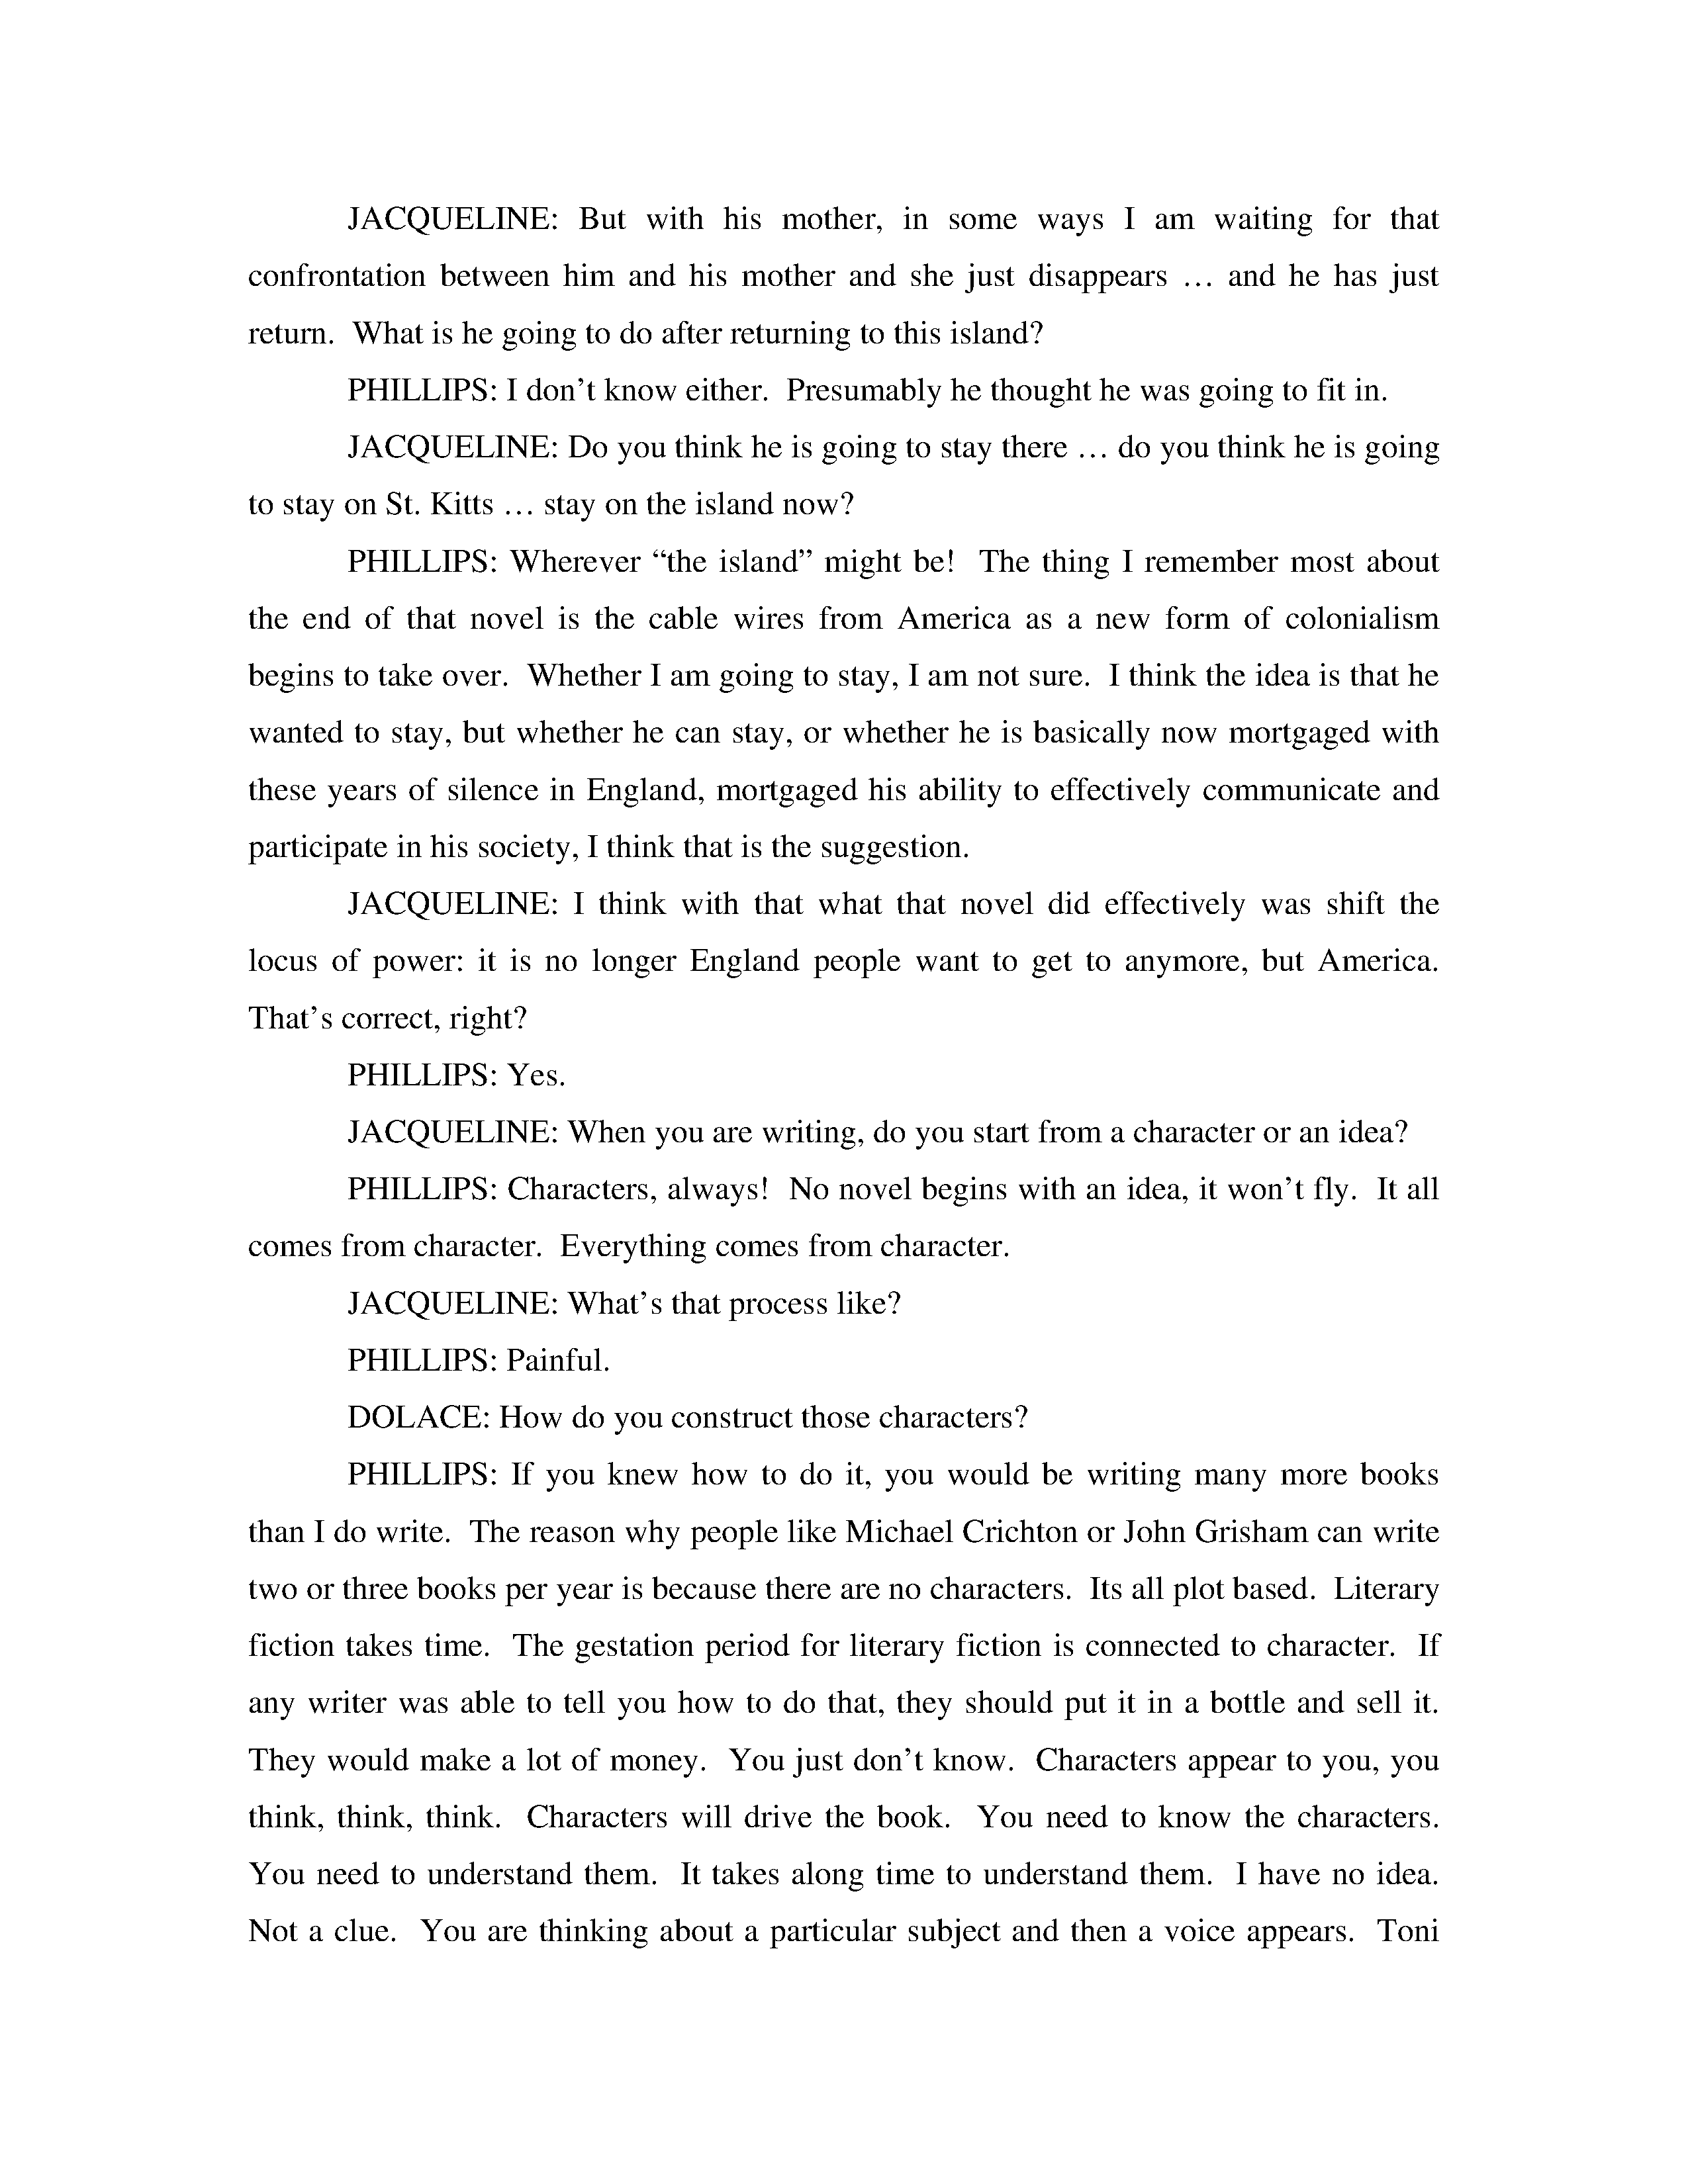 JACQUELINE: But with his mother, in some ways I am waiting for that
confrontation between him and his mother and she just disappears … and he has just
return.  What is he going to do after returning to this island?
PHILLIPS: I don’t know either.  Presumably he thought he was going to fit in.
JACQUELINE: Do you think he is going to stay there … do you think he is going
to stay on St. Kitts … stay on the island now?
PHILLIPS: Wherever “the island” might be!  The thing I remember most about
the end of that novel is the cable wires from America as a new form of colonialism
begins to take over.  Whether I am going to stay, I am not sure.  I think the idea is that he
wanted to stay, but whether he can stay, or whether he is basically now mortgaged with
these years of silence in England, mortgaged his ability to effectively communicate and
participate in his society, I think that is the suggestion.
JACQUELINE: I think with that what that novel did effectively was shift the
locus of power: it is no longer England people want to get to anymore, but America.
That’s correct, right?
PHILLIPS: Yes.
JACQUELINE: When you are writing, do you start from a character or an idea?
PHILLIPS: Characters, always!  No novel begins with an idea, it won’t fly.  It all
comes from character.  Everything comes from character.
JACQUELINE: What’s that process like?
PHILLIPS: Painful.
DOLACE: How do you construct those characters?
PHILLIPS: If you knew how to do it, you would be writing many more books
than I do write.  The reason why people like Michael Crichton or John Grisham can write
two or three books per year is because there are no characters.  Its all plot based.  Literary
fiction takes time.  The gestation period for literary fiction is connected to character.  If
any writer was able to tell you how to do that, they should put it in a bottle and sell it.
They would make a lot of money.  You just don’t know.  Characters appear to you, you
think, think, think.  Characters will drive the book.  You need to know the characters.
You need to understand them.  It takes along time to understand them.  I have no idea.
Not a clue.  You are thinking about a particular subject and then a voice appears.  Toni